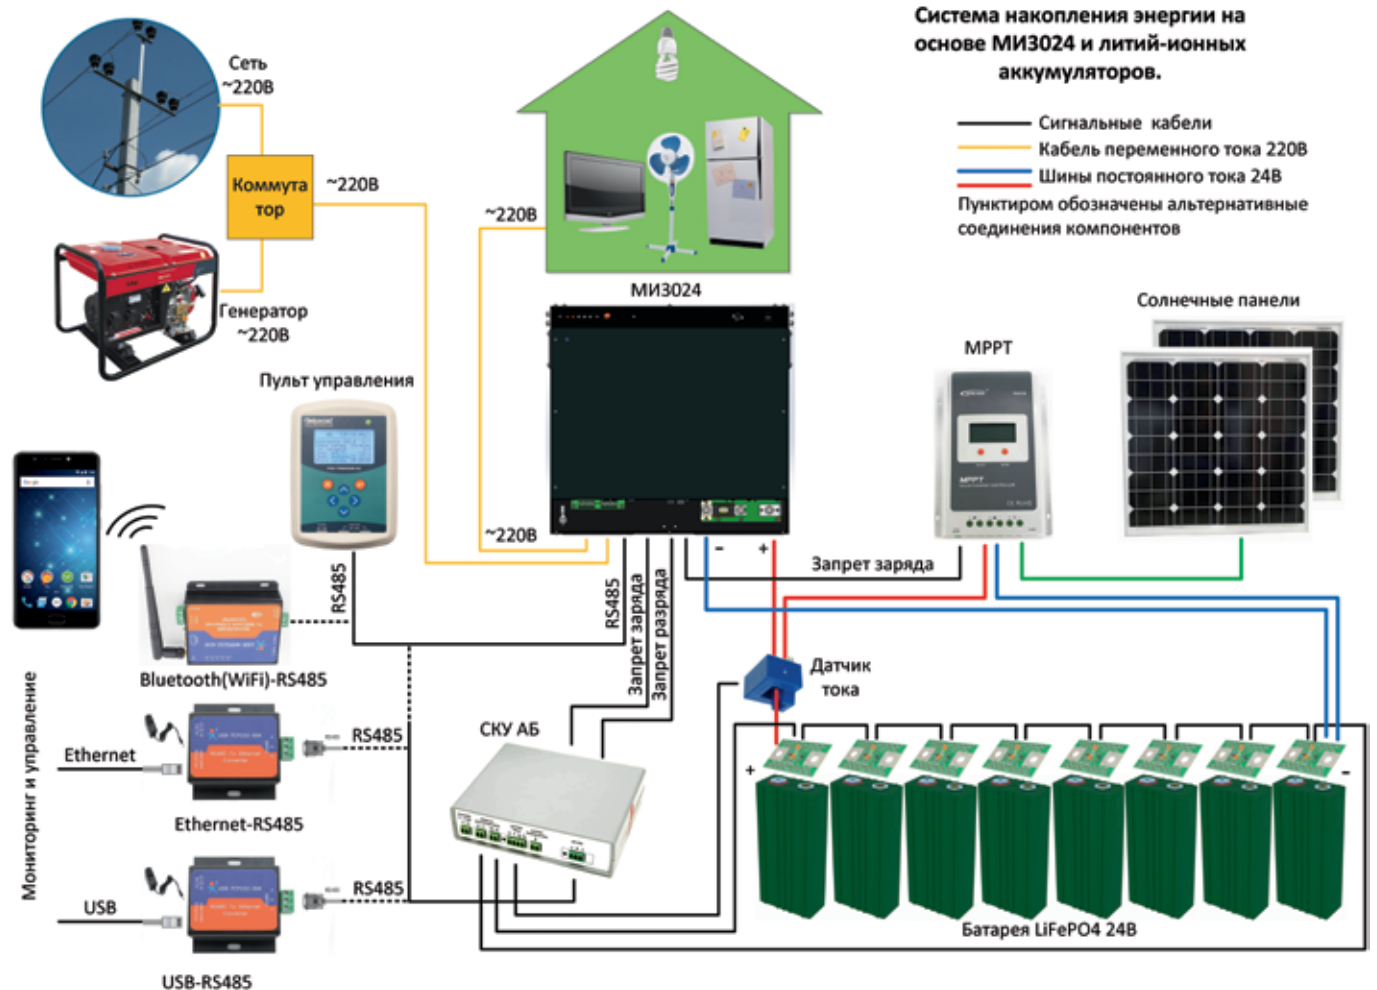 Система накопления энергии на
основе МИ3024 и литий-ионных
аккумуляторов.
Сигнальные кабели
Кабель переменного тока 220В
Шины постоянного тока 24В
Пунктиром обозначены альтернативные
соединения компонентов
Сеть
~220В
Коммута
тор
~220В
Генератор
~220В
~220В
МИ3024
~220В
Пульт управления
MPPT
MPPT
Солнечные панели
Google
−
+
Запрет заряда
RS485
RS485
Запрет заряда
Запрет разряда
Bluetooth(WiFi)-RS485
Датчик
тока
Мониторинг и управление
Ethernet
RS485
Ethernet-RS485
СКУ АБ
+
−
USB
RS485
USB-RS485
Батарея LiFePO4 24В